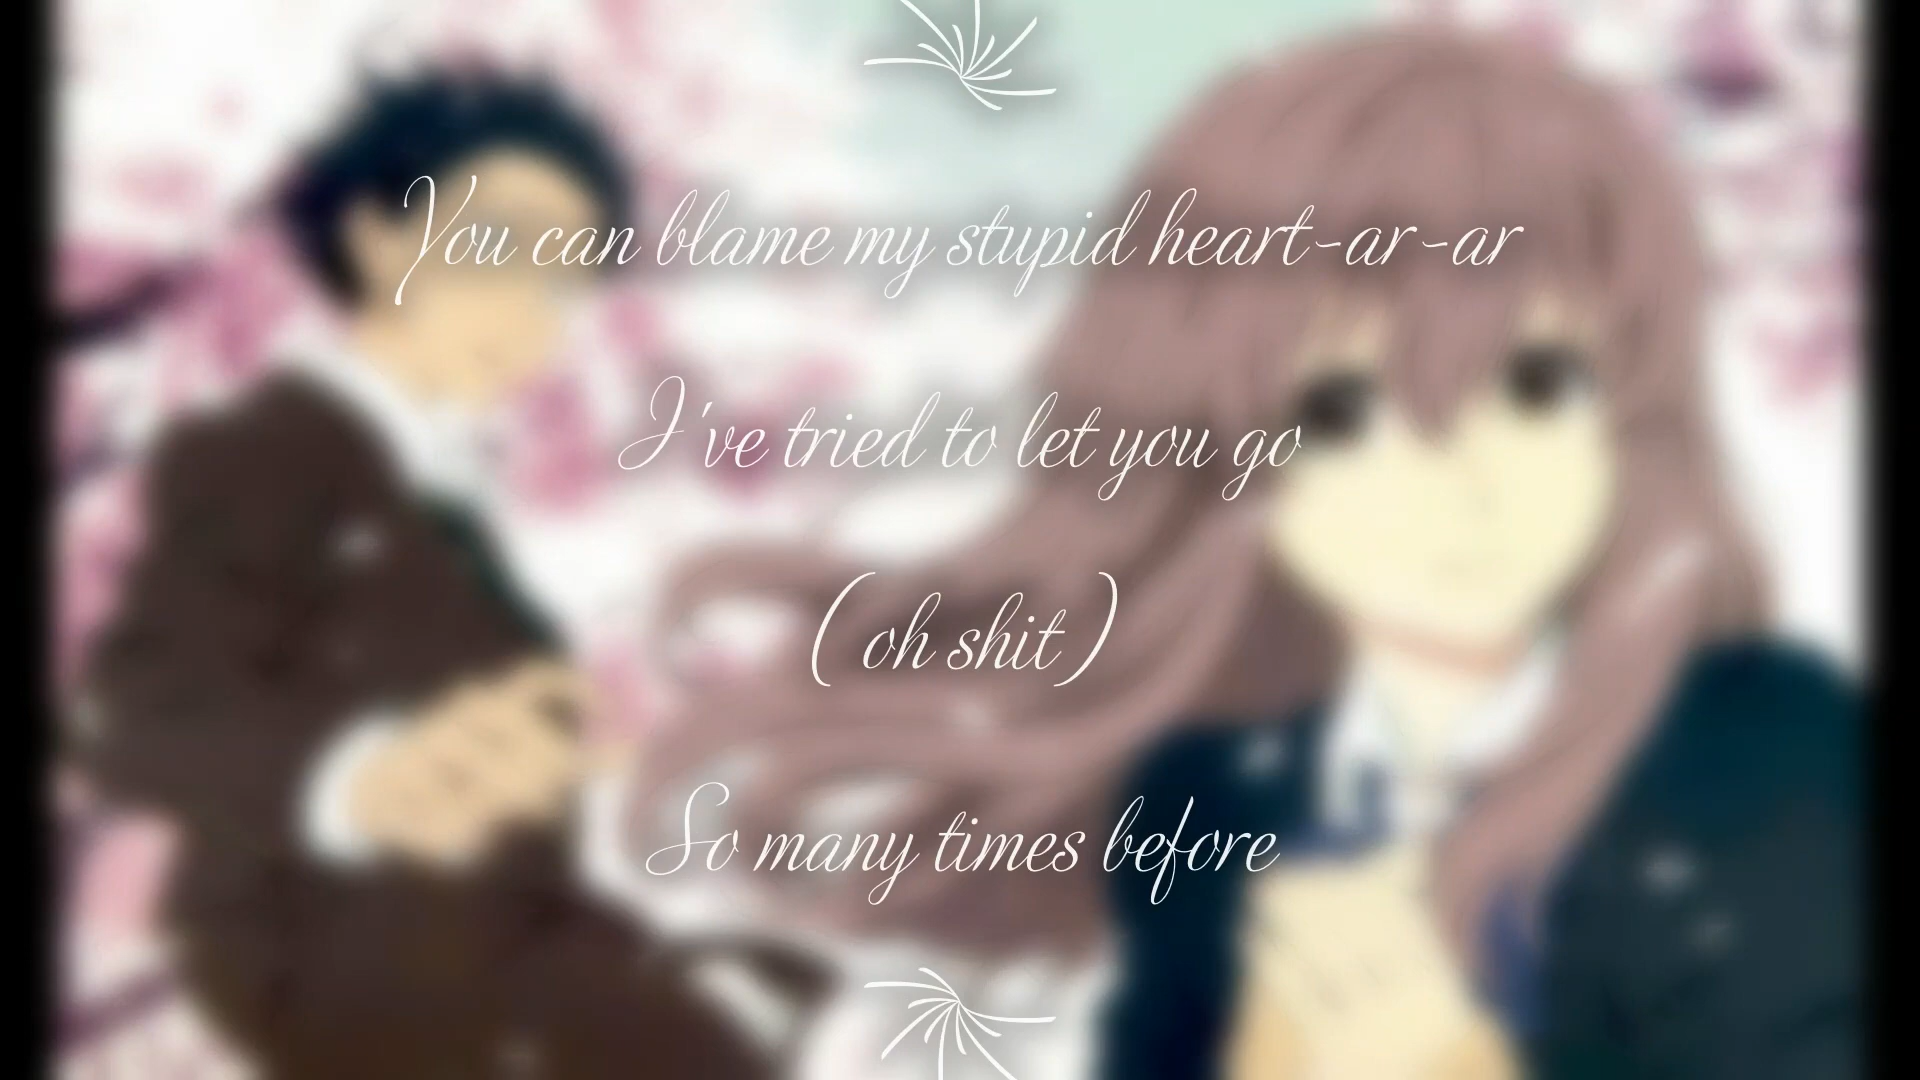 You can blame my stupid heart-ar-ar
I've tried to let you go
(oh shit)
So many times before